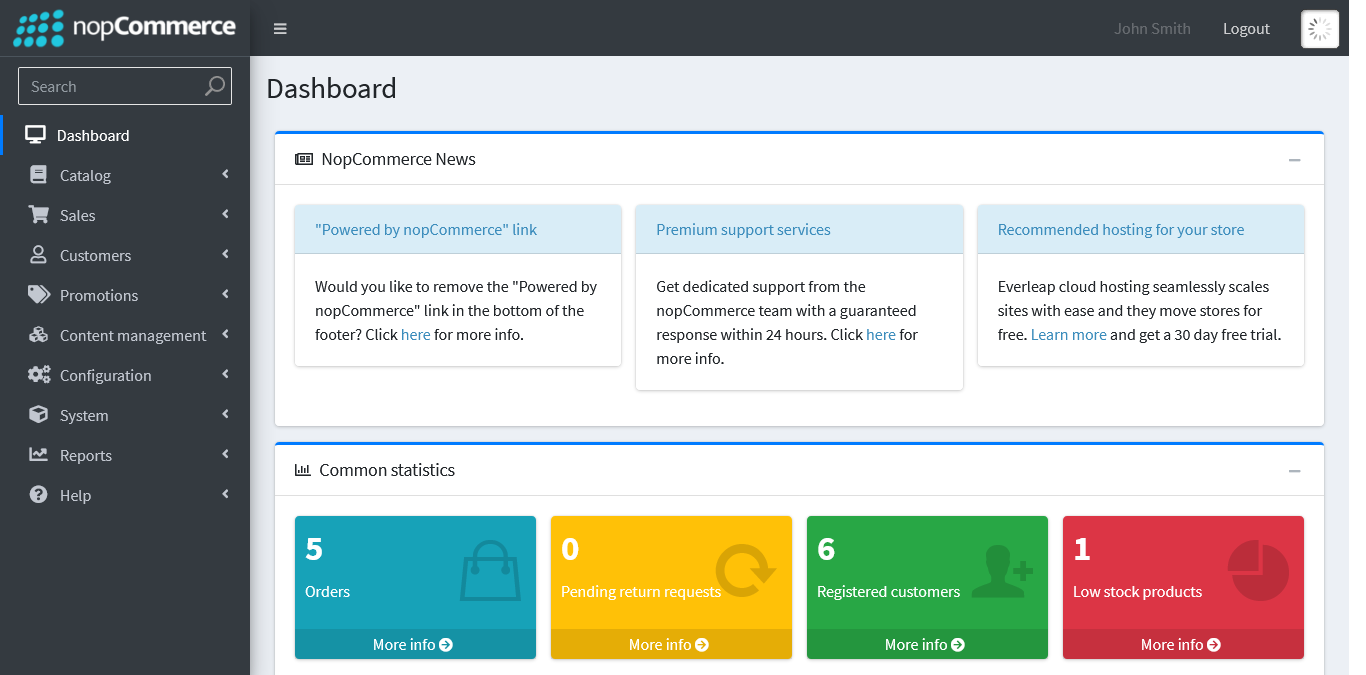 nopCommerce
John Smith
Logout
Search
Dashboard
Catalog
Sales
Customers
Promotions
Content management
Configuration
System
Reports
Help
Dashboard
NopCommerce News
"Powered by nopCommerce" link
Would you like to remove the "Powered by
nopCommerce" link in the bottom of the
footer? Click here for more info.
Premium support services
Get dedicated support from the
nopCommerce team with a guaranteed
response within 24 hours. Click here for
more info.
Recommended hosting for your store
Everleap cloud hosting seamlessly scales
sites with ease and they move stores for
free. Learn more and get a 30 day free trial.
Common statistics
5
Orders
More info
0
Pending return requests
More info
6
Registered customers
More info
1
Low stock products
More info